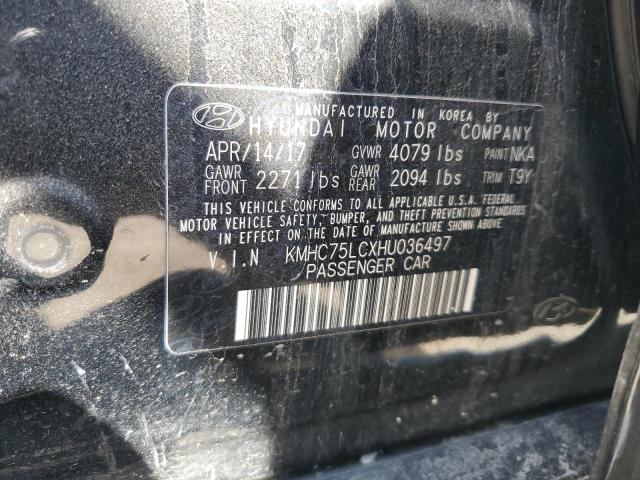 MANUFACTURED IN KOREA BY
HYUNDAI MOTOR COMPANY
APR/14/17 GVWR 4079 lbs PAINT NKA
GAWR FRONT 2271 lbs GAWR REAR 2094 lbs TRIM T9Y
THIS VEHICLE CONFORMS TO ALL APPLICABLE U.S.A. FEDERAL
MOTOR VEHICLE SAFETY, BUMPER, AND THEFT PREVENTION STANDARDS
IN EFFECT ON THE DATE OF MANUFACTURE SHOWN ABOVE.
V.I.N KMHC75LCXHU036497
PASSENGER CAR